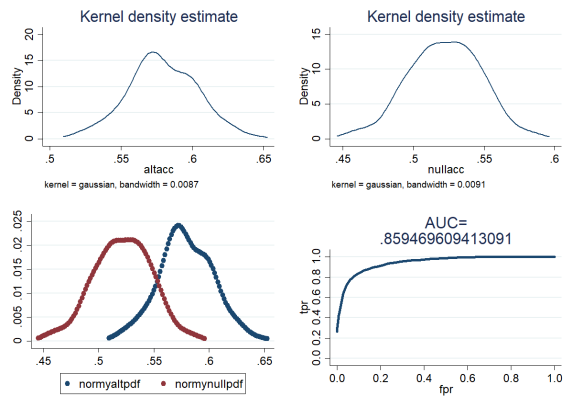 Kernel density estimate
Density
0 5 10 15 20
.5 .55 .6 .65
altacc
kernel = gaussian, bandwidth = 0.0087
Kernel density estimate
Density
0 5 10 15
.45 .5 .55 .6
nullacc
kernel = gaussian, bandwidth = 0.0091
0 .005 .01 .015 .02 .025
.45 .5 .55 .6 .65
normyaltpdf normynullpdf
AUC=
.859469609413091
tpr
0.0 0.2 0.4 0.6 0.8 1.0
0.0 0.2 0.4 0.6 0.8 1.0
fpr